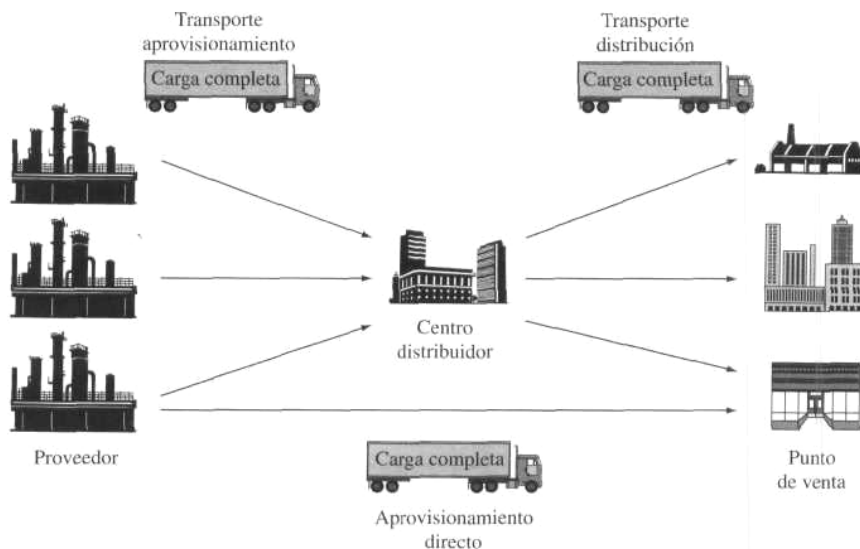 Transporte
aprovisionamiento
Carga completa
Transporte
distribución
Carga completa
Centro
distribuidor
Proveedor
Carga completa
Punto
de venta
Aprovisionamiento
directo